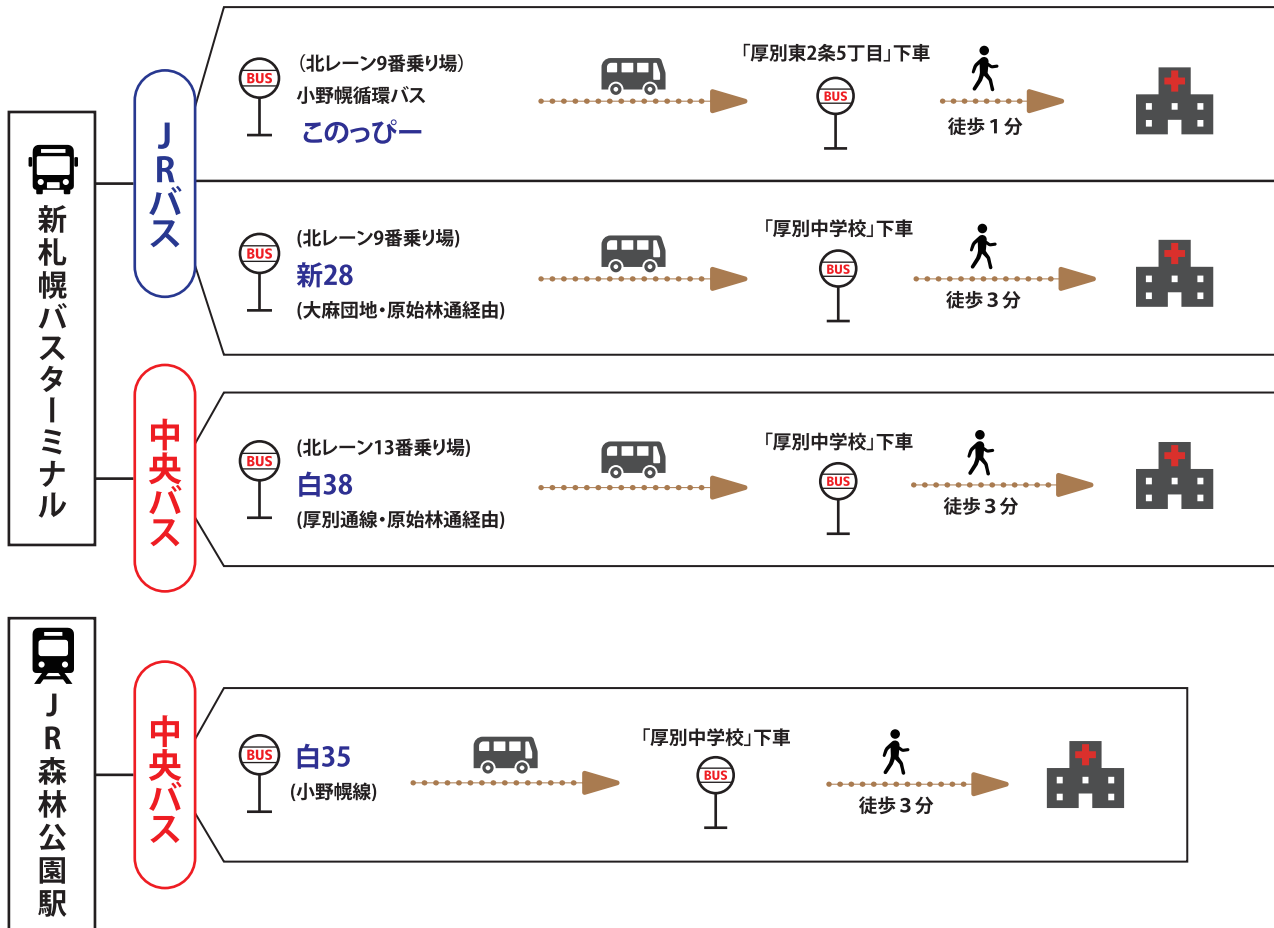 新札幌バスターミナル
JRバス
BUS
（北レーン9番乗り場）
小野幌循環バス
このっぴー
「厚別東2条5丁目」下車
BUS
徒歩1分
BUS
(北レーン9番乗り場)
新28
(大麻団地・原始林通経由)
「厚別中学校」下車
BUS
徒歩3分
中央バス
BUS
(北レーン13番乗り場)
白38
(厚別通線・原始林通経由)
「厚別中学校」下車
BUS
徒歩3分
JR森林公園駅
中央バス
BUS
白35
(小野幌線)
「厚別中学校」下車
BUS
徒歩3分